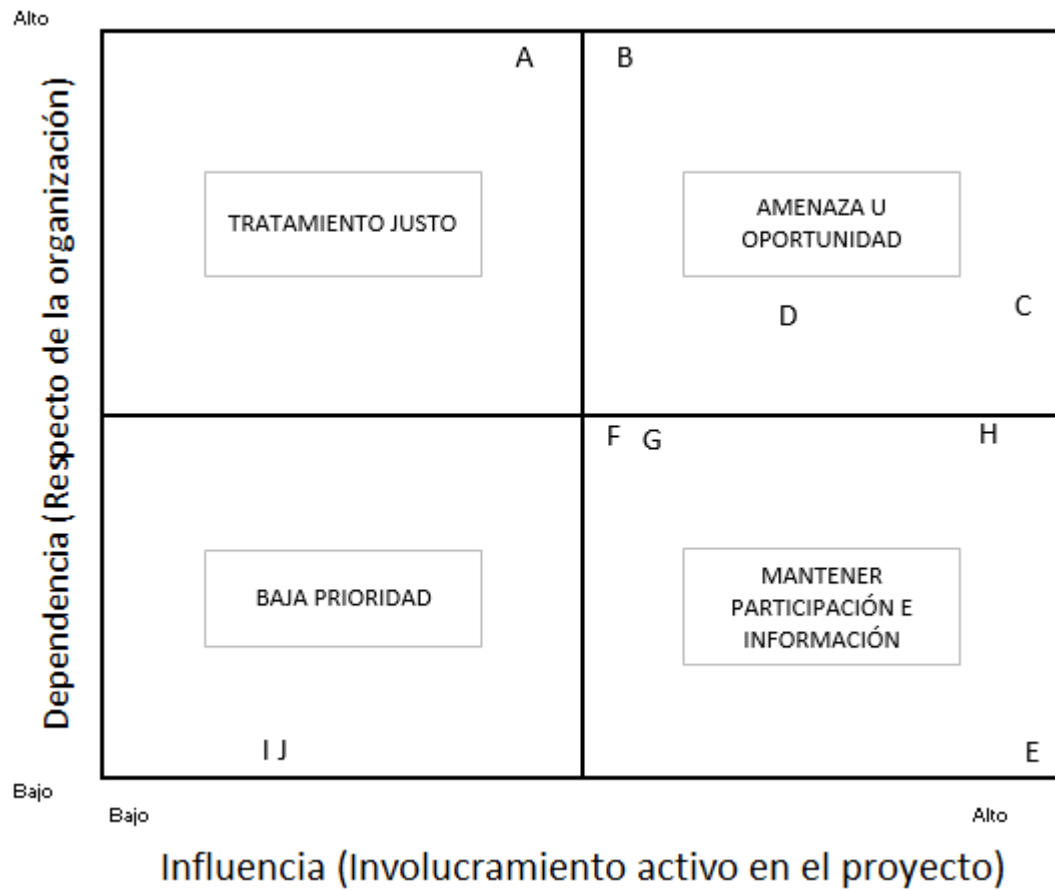 Alto
Dependencia (Respecto de la organización)
A
B
TRATAMIENTO JUSTO
AMENAZA U
OPORTUNIDAD
D
C
F
G
H
BAJA PRIORIDAD
MANTENER
PARTICIPACIÓN E
INFORMACIÓN
I J
E
Bajo
Bajo
Alto
Influencia (Involucramiento activo en el proyecto)